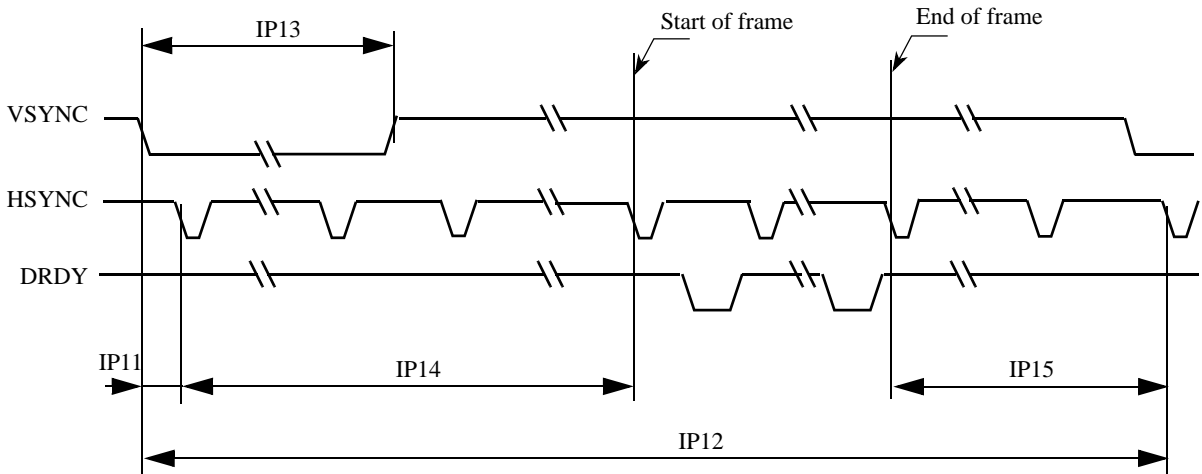 IP13
Start of frame
End of frame
VSYNC
HSYNC
DRDY
IP11
IP14
IP15
IP12